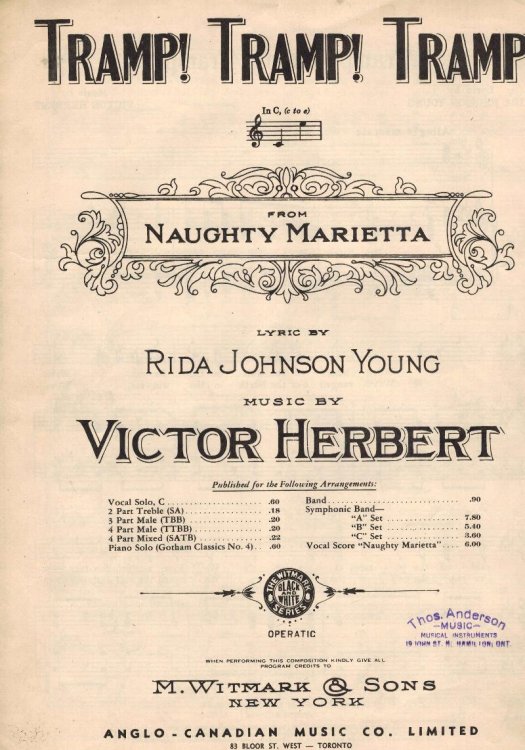 TRAMP! TRAMP! TRAMP
In C, (c to e)
FROM
NAUGHTY MARIETTA
LYRIC BY
RIDA JOHNSON YOUNG
MUSIC BY
VICTOR HERBERT
Published for the Following Arrangements:
Vocal Solo, C .60
2 Part Treble (SA) .18
3 Part Male (TBB) .20
4 Part Male (TTBB) .20
4 Part Mixed (SATB) .22
Piano Solo (Gotham Classics No. 4) .60
Band .90
Symphonic Band—
"A" Set 7.80
"B" Set 5.40
"C" Set 3.60
Vocal Score "Naughty Marietta" 6.00
THE WITMARK
BLACK
AND
WHITE
SERIES
OPERATIC
Thos. Anderson
—MUSIC—
MUSICAL INSTRUMENTS
19 JOHN ST. N. HAMILTON, ONT.
WHEN PERFORMING THIS COMPOSITION KINDLY GIVE ALL
PROGRAM CREDITS TO
M. WITMARK & SONS
NEW YORK
ANGLO-CANADIAN MUSIC CO. LIMITED
83 BLOOR ST. WEST — TORONTO